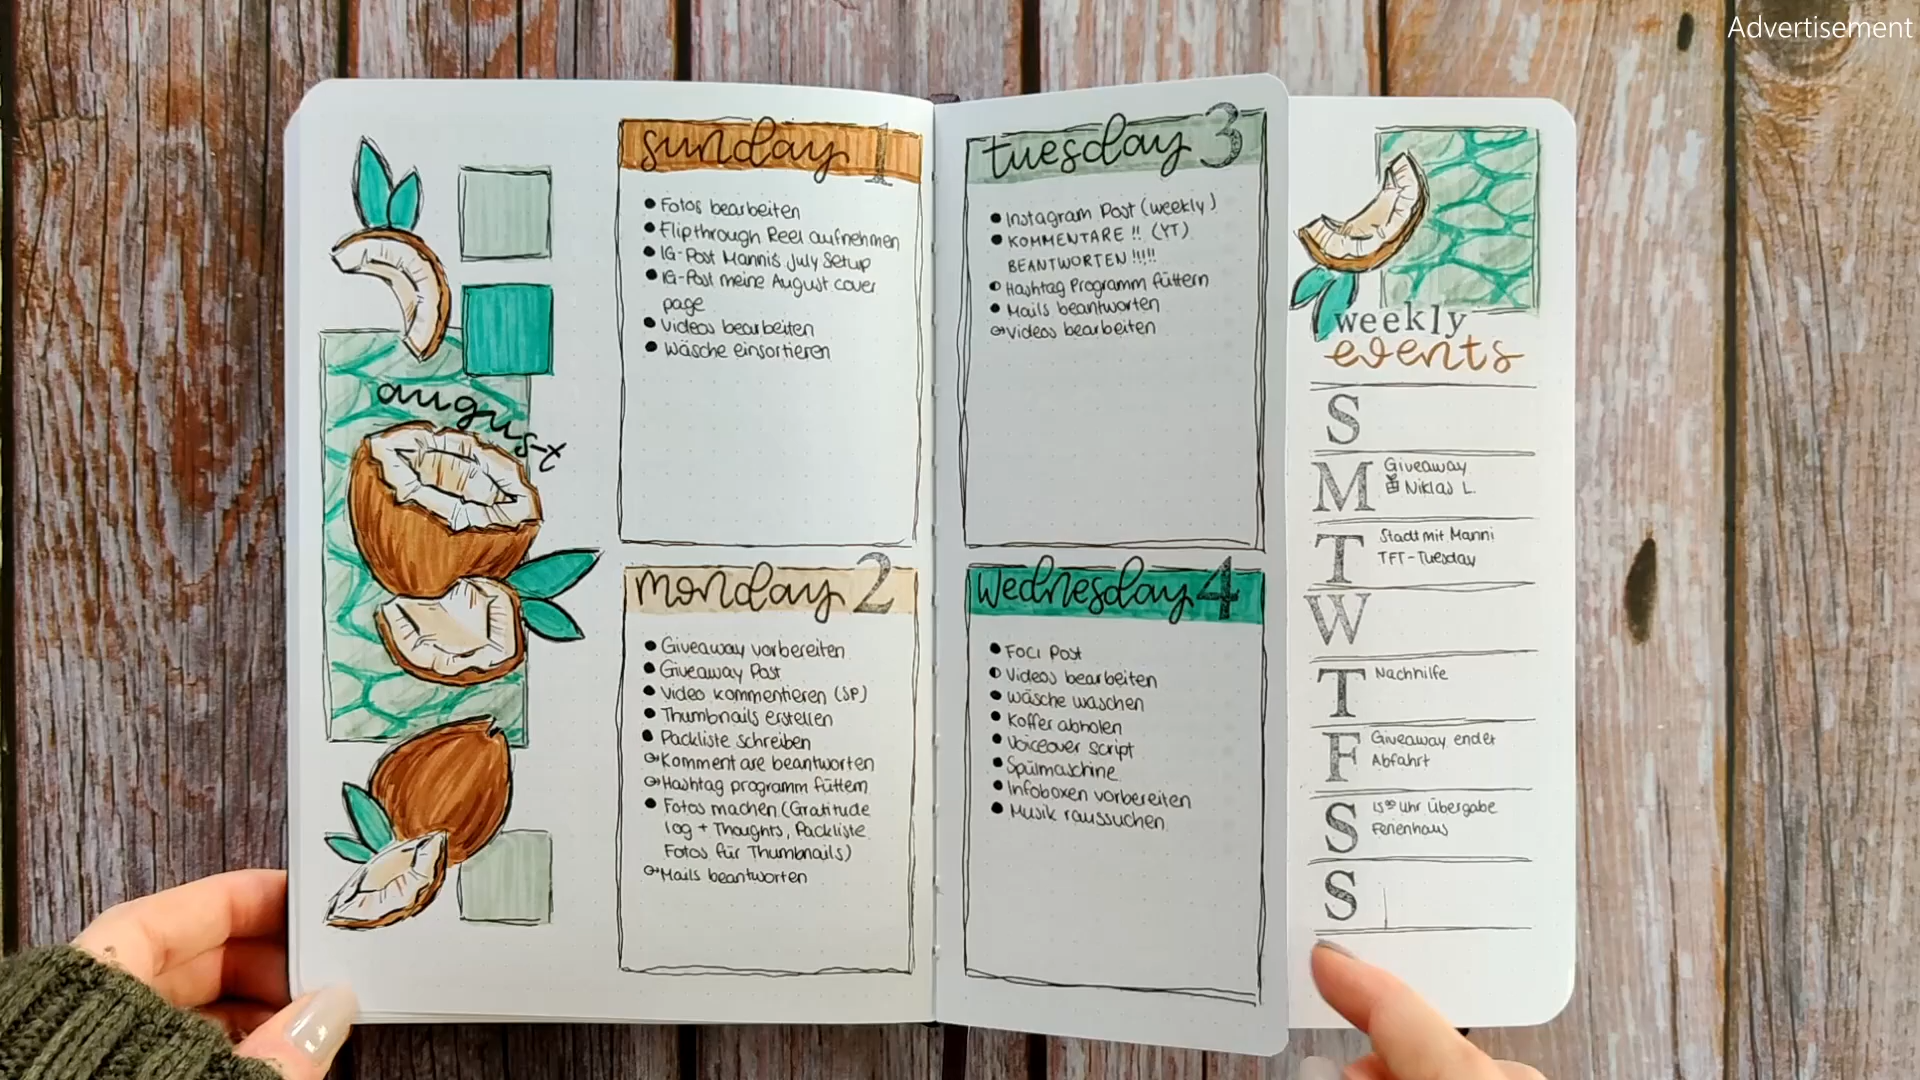 Advertisement
august
sunday 1
Fotos bearbeiten
Flipthrough Reel aufnehmen
IG-Post Mannis July Setup
IG-Post meine August cover
page
Videos bearbeiten
Wäsche einsortieren
monday 2
Giveaway vorbereiten
Giveaway Post
Video kommentieren (SP)
Thumbnails erstellen
Packliste schreiben
Kommentare beantworten
Hashtag programm füttern
Fotos machen (Gratitude
log + Thoughts, Packliste
Fotos für Thumbnails)
Mails beantworten
tuesday 3
Instagram Post (weekly)
KOMMENTARE !! (YT)
BEANTWORTEN !!!!!
Hashtag Programm füttern
Mails beantworten
Videos bearbeiten
wednesday 4
FOCI Post
Videos bearbeiten
Wäsche waschen
Koffer abholen
Voiceover script
Spülmaschine
Infoboxen vorbereiten
Musik raussuchen
weekly
events
S
M Giveaway
Niklas L.
T Stadt mit Manni
TFT-Tuesday
W
T Nachhilfe
F Giveaway endet
Abfahrt
S 15⁰⁰ Uhr Übergabe
Ferienhaus
S